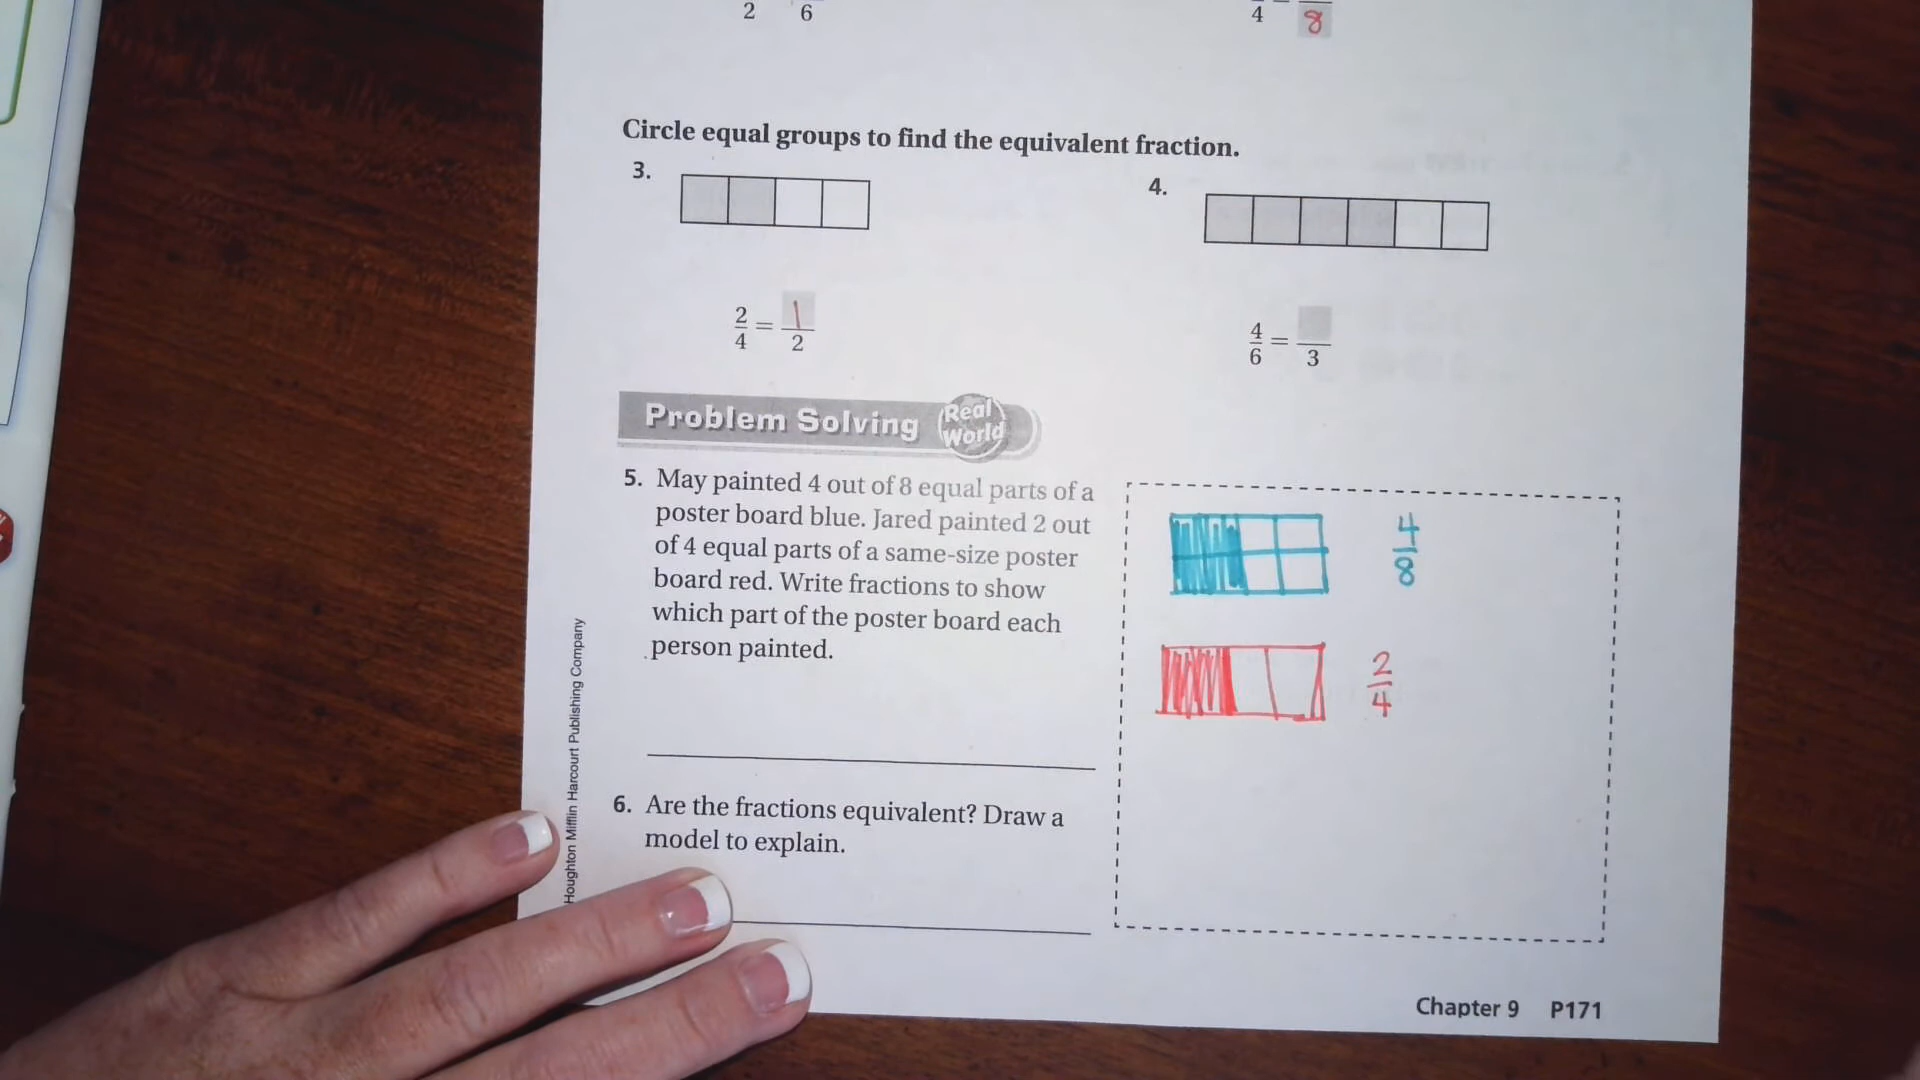 2 6
4 8
Circle equal groups to find the equivalent fraction.
3.
4.
2/4 = 1/2
4/6 = /3
Problem Solving Real World
5. May painted 4 out of 8 equal parts of a
poster board blue. Jared painted 2 out
of 4 equal parts of a same-size poster
board red. Write fractions to show
which part of the poster board each
person painted.
4/8
2/4
6. Are the fractions equivalent? Draw a
model to explain.
Houghton Mifflin Harcourt Publishing Company
Chapter 9 P171